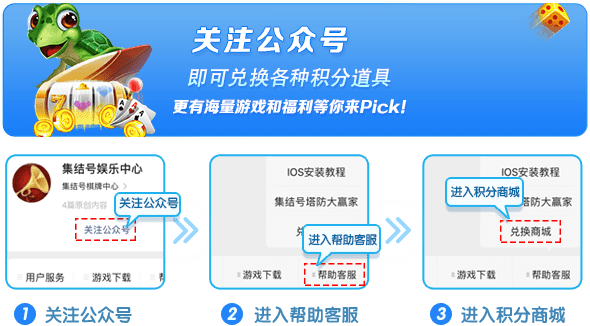 关注公众号
即可兑换各种积分道具
更有海量游戏和福利等你来Pick!
集结号娱乐中心
集结号棋牌中心
4篇原创内容
关注公众号
关注公众号
用户服务
游戏下载
1 关注公众号
IOS安装教程
集结号塔防大赢家
进入帮助客服
游戏下载
帮助客服
2 进入帮助客服
IOS安装教程
进入积分商城
塔防大赢家
兑换商城
游戏下载
帮助客服
3 进入积分商城